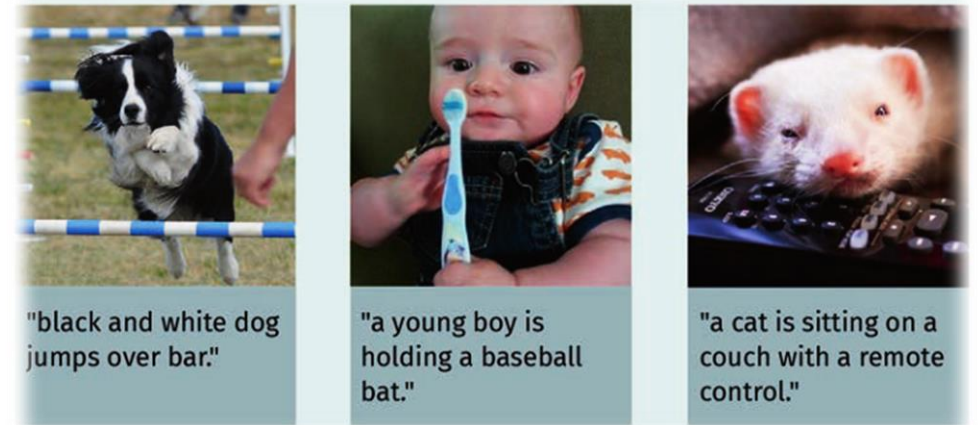 "black and white dog
jumps over bar."
"a young boy is
holding a baseball
bat."
"a cat is sitting on a
couch with a remote
control."
ONKYO